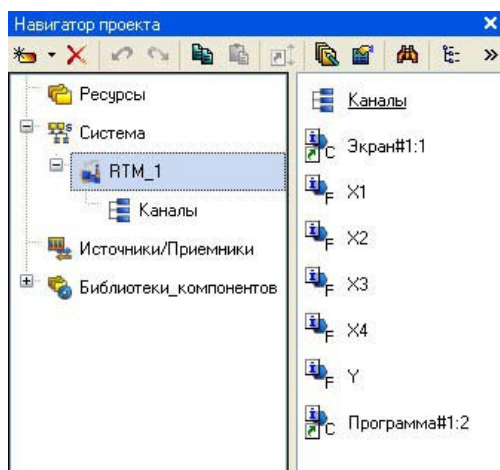 Навигатор проекта
Ресурсы
Система
RTM_1
Каналы
Источники/Приемники
Библиотеки_компонентов
Каналы
C Экран#1:1
F X1
F X2
F X3
F X4
F Y
C Программа#1:2